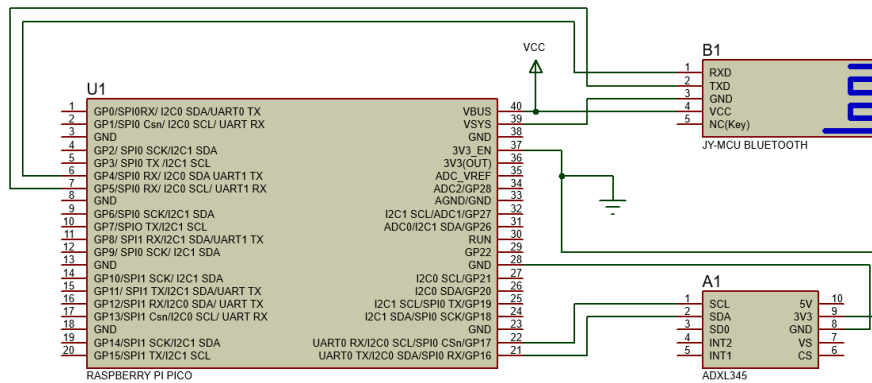 VCC
B1
1 RXD
2 TXD
3 GND
4 VCC
5 NC(Key)
JY-MCU BLUETOOTH
U1
1 GP0/SPI0RX/ I2C0 SDA/UART0 TX VBUS 40
2 GP1/SPI0 Csn/ I2C0 SCL/ UART RX VSYS 39
3 GND GND 38
4 GP2/ SPI0 SCK/I2C1 SDA 3V3_EN 37
5 GP3/ SPI0 TX /I2C1 SCL 3V3(OUT) 36
6 GP4/SPI0 RX/ I2C0 SDA UART1 TX ADC_VREF 35
7 GP5/SPI0 RX/ I2C0 SCL/ UART1 RX ADC2/GP28 34
8 GND AGND/GND 33
9 GP6/SPI0 SCK/I2C1 SDA I2C1 SCL/ADC1/GP27 32
10 GP7/SPIO TX/I2C1 SCL ADC0/I2C1 SDA/GP26 31
11 GP8/ SPI1 RX/I2C1 SDA/UART1 TX RUN 30
12 GP9/ SPI0 SCK/ I2C1 SDA GP22 29
13 GND GND 28
14 GP10/SPI1 SCK/ I2C1 SDA I2C0 SCL/GP21 27
15 GP11/ SPI1 TX/I2C1 SDA/ UART TX I2C0 SDA/GP20 26
16 GP12/SPI1 RX/I2C0 SDA/ UART TX I2C1 SCL/SPI0 TX/GP19 25
17 GP13/SPI1 Csn/I2C0 SCL/ UART RX I2C1 SDA/SPI0 SCK/GP18 24
18 GND GND 23
19 GP14/SPI1 SCK/I2C1 SDA UART0 RX/I2C0 SCL/SPI0 CSn/GP17 22
20 GP15/SPI1 TX/I2C1 SCL UART0 TX/I2C0 SDA/SPI0 RX/GP16 21
RASPBERRY PI PICO
A1
1 SCL 5V 10
2 SDA 3V3 9
3 SD0 GND 8
4 INT2 VS 7
5 INT1 CS 6
ADXL345